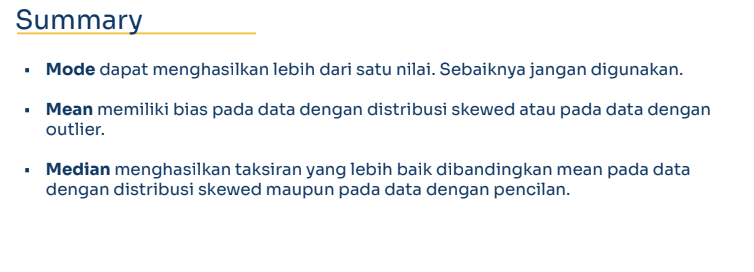 Summary
▪ Mode dapat menghasilkan lebih dari satu nilai. Sebaiknya jangan digunakan.
▪ Mean memiliki bias pada data dengan distribusi skewed atau pada data dengan
outlier.
▪ Median menghasilkan taksiran yang lebih baik dibandingkan mean pada data
dengan distribusi skewed maupun pada data dengan pencilan.